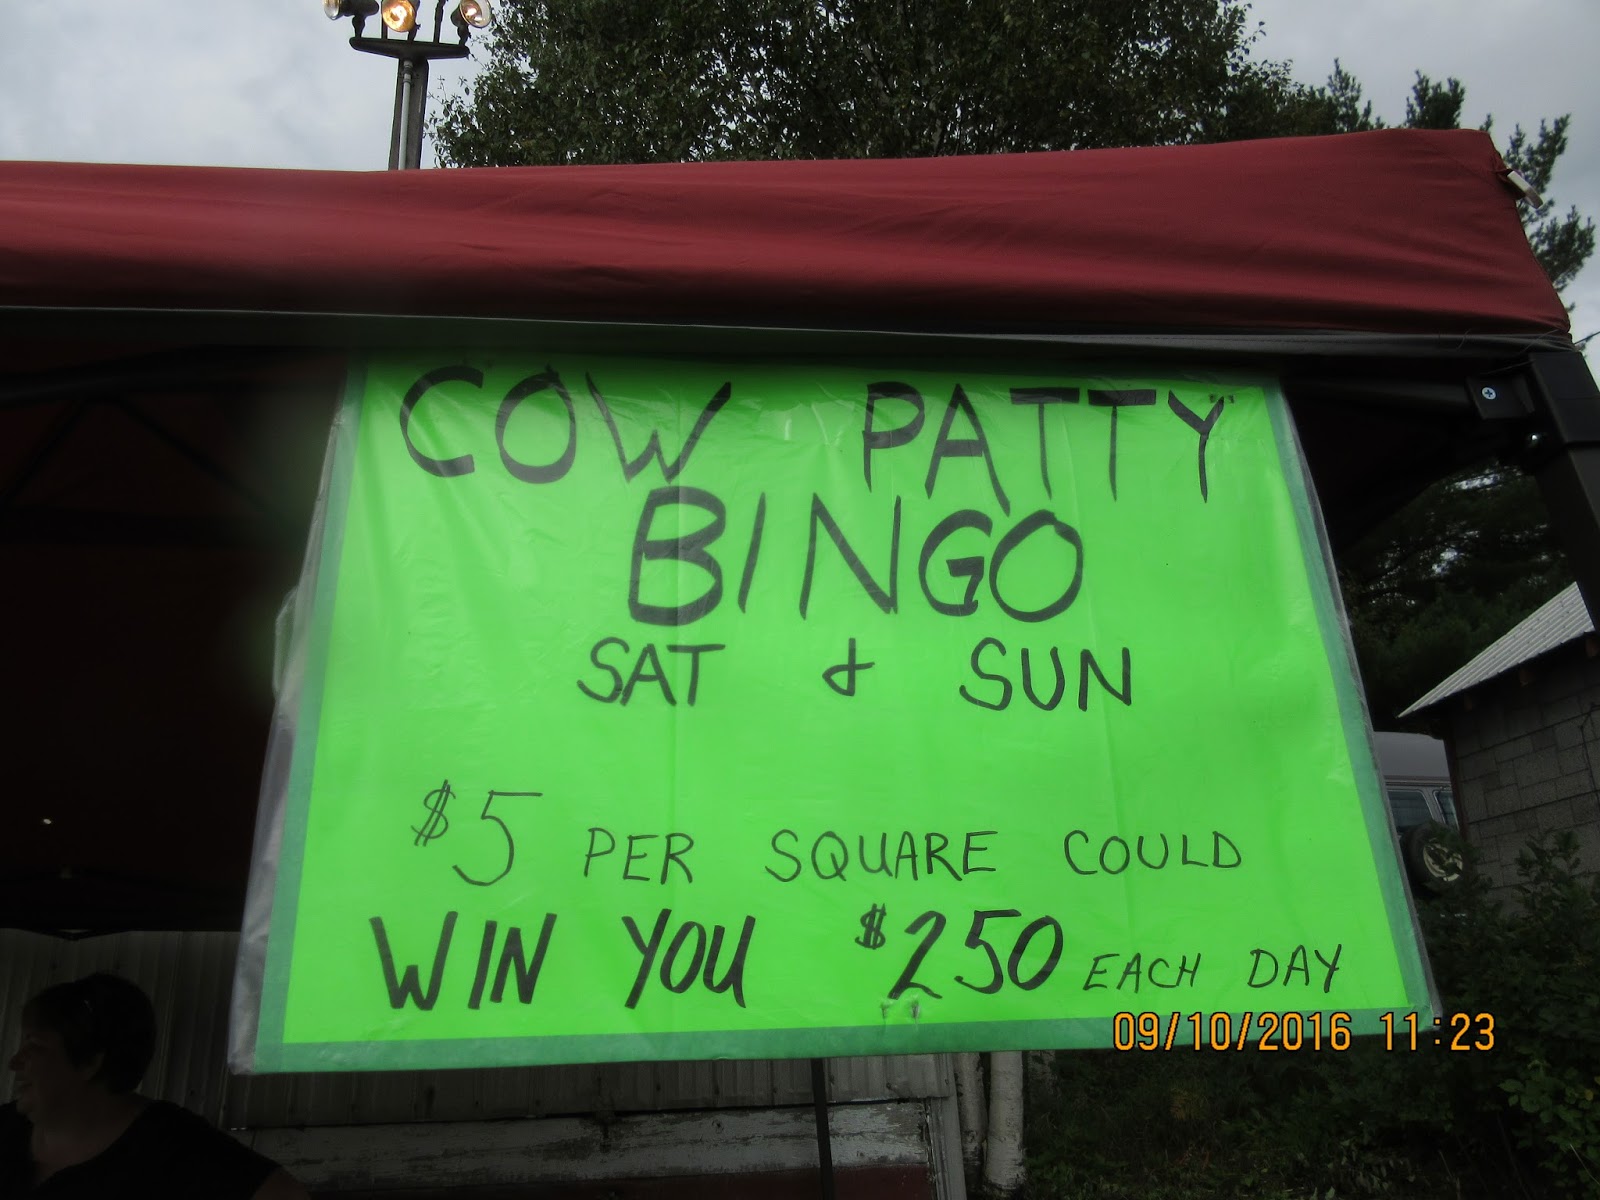 COW PATTY
BINGO
SAT & SUN
$5 PER SQUARE COULD
WIN YOU $250 EACH DAY
09/10/2016 11:23